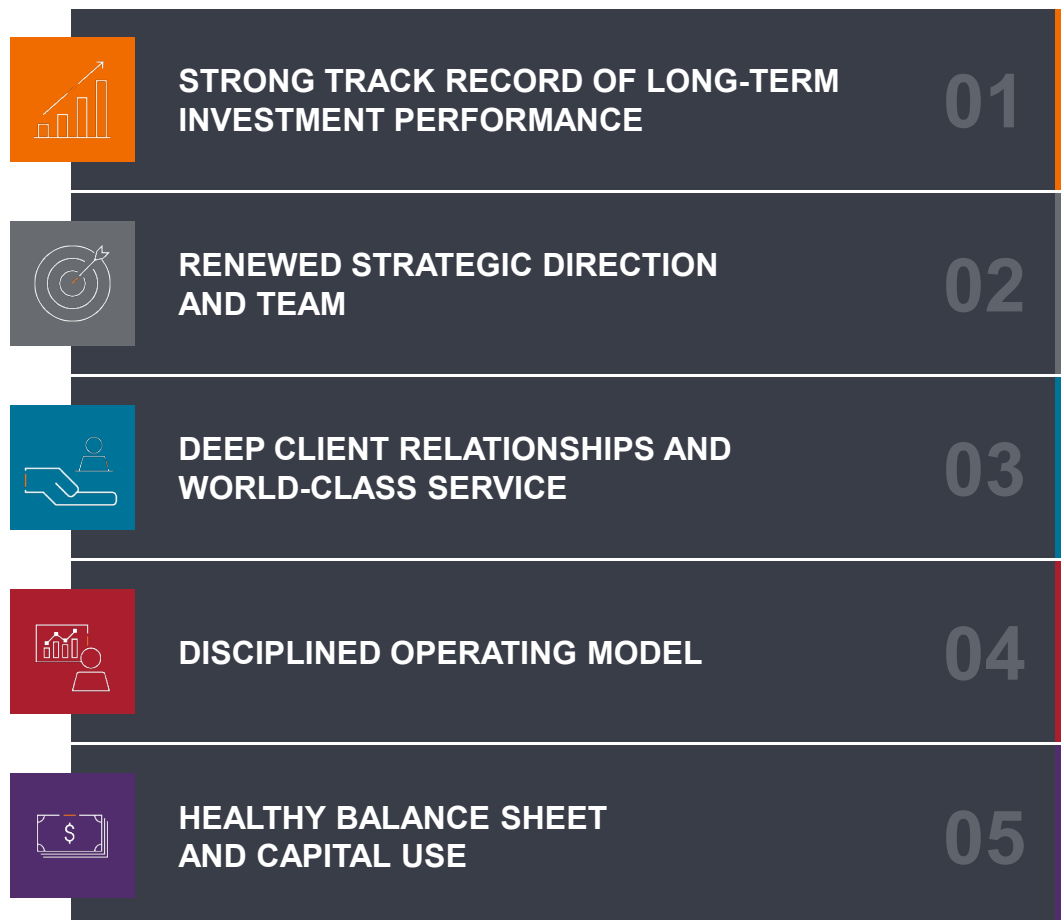 STRONG TRACK RECORD OF LONG-TERM
INVESTMENT PERFORMANCE
01
RENEWED STRATEGIC DIRECTION
AND TEAM
02
DEEP CLIENT RELATIONSHIPS AND
WORLD-CLASS SERVICE
03
DISCIPLINED OPERATING MODEL
04
$
HEALTHY BALANCE SHEET
AND CAPITAL USE
05